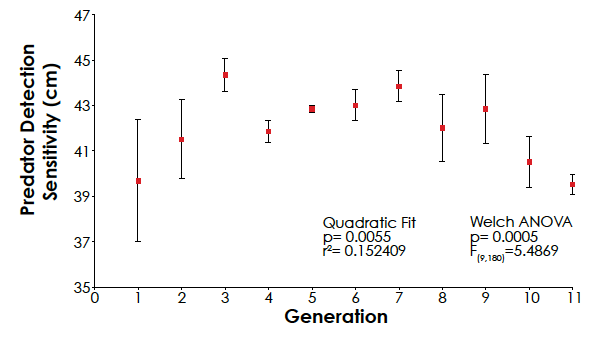 Predator Detection
Sensitivity (cm)
47
45
43
41
39
37
35
0 1 2 3 4 5 6 7 8 9 10 11
Generation
Quadratic Fit
p= 0.0055
r²= 0.152409
Welch ANOVA
p= 0.0005
F(9,180)=5.4869